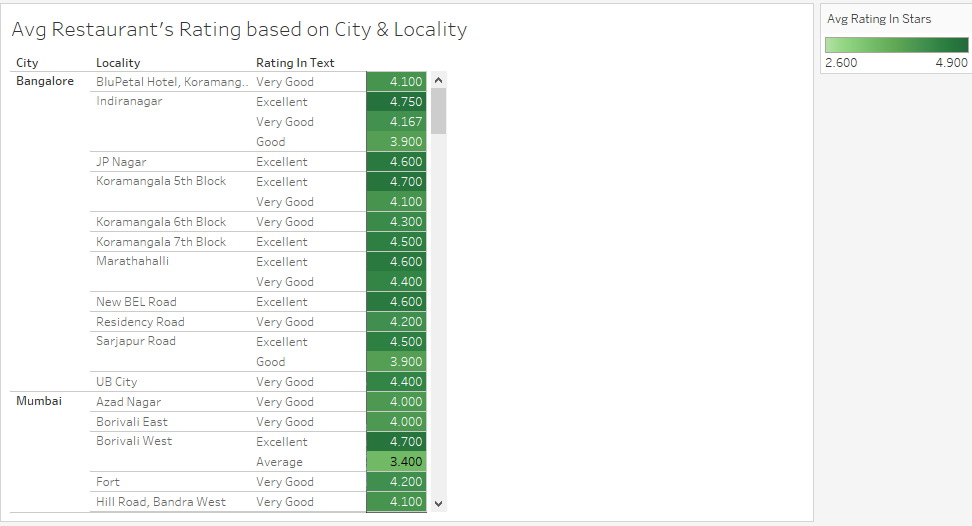 Avg Restaurant's Rating based on City & Locality
Avg Rating In Stars
2.600 4.900
City Locality Rating In Text
Bangalore BluPetal Hotel, Koramang.. Very Good 4.100
Indiranagar Excellent 4.750
Very Good 4.167
Good 3.900
JP Nagar Excellent 4.600
Koramangala 5th Block Excellent 4.700
Very Good 4.100
Koramangala 6th Block Very Good 4.300
Koramangala 7th Block Excellent 4.500
Marathahalli Excellent 4.600
Very Good 4.400
New BEL Road Excellent 4.600
Residency Road Very Good 4.200
Sarjapur Road Excellent 4.500
Good 3.900
UB City Very Good 4.400
Mumbai Azad Nagar Very Good 4.000
Borivali East Very Good 4.000
Borivali West Excellent 4.700
Average 3.400
Fort Very Good 4.200
Hill Road, Bandra West Very Good 4.100